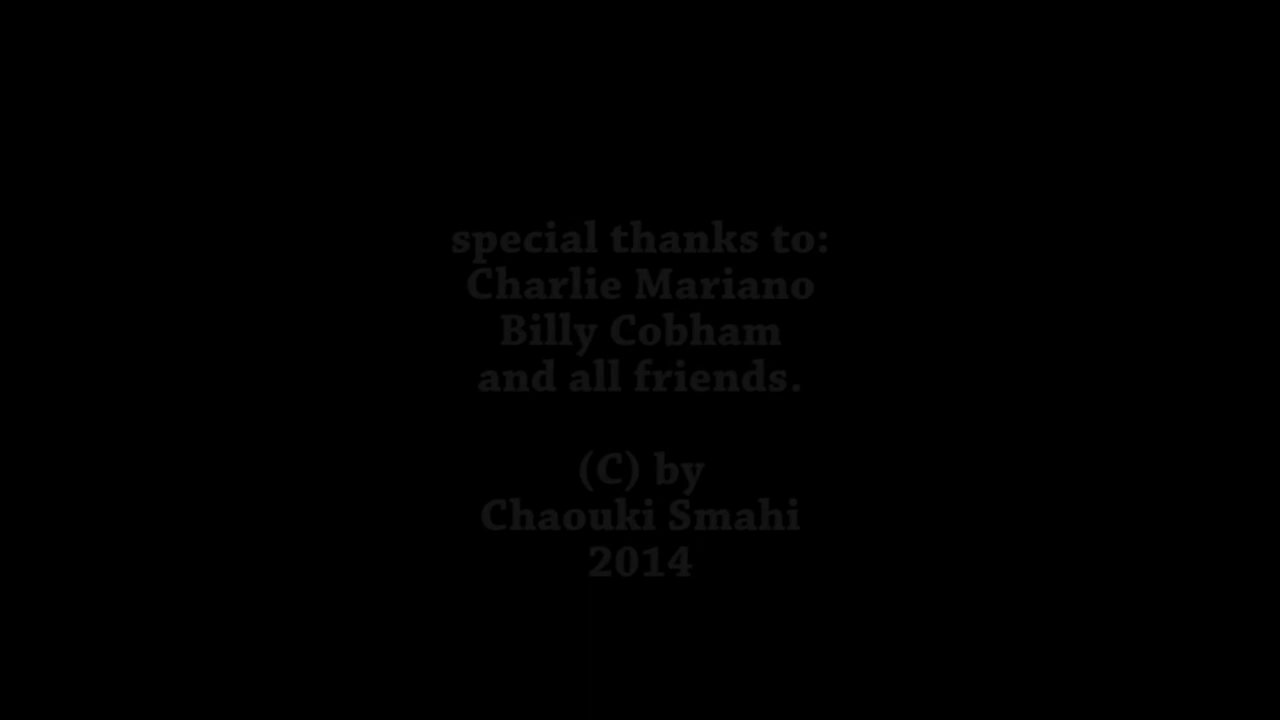 special thanks to:
Charlie Mariano
Billy Cobham
and all friends.
(C) by
Chaouki Smahi
2014